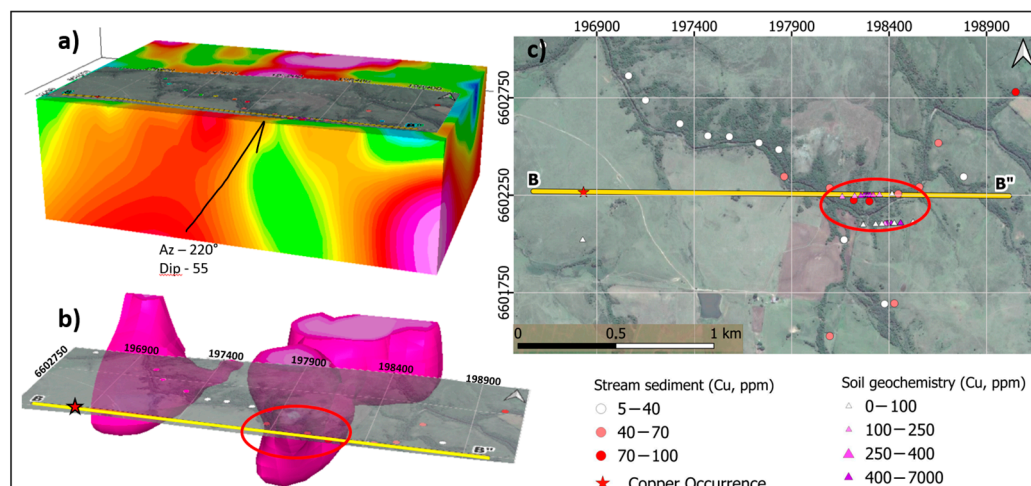 a)
Az – 220°
Dip - 55
b)
6602750
196900
197400
197900
198400
198900
B
B"
c)
196900
197400
197900
198400
198900
6602750
6602250
6601750
B
B"
0
0.5
1 km
Stream sediment (Cu, ppm)
5–40
40–70
70–100
Copper Occurrence
Soil geochemistry (Cu, ppm)
0–100
100–250
250–400
400–7000